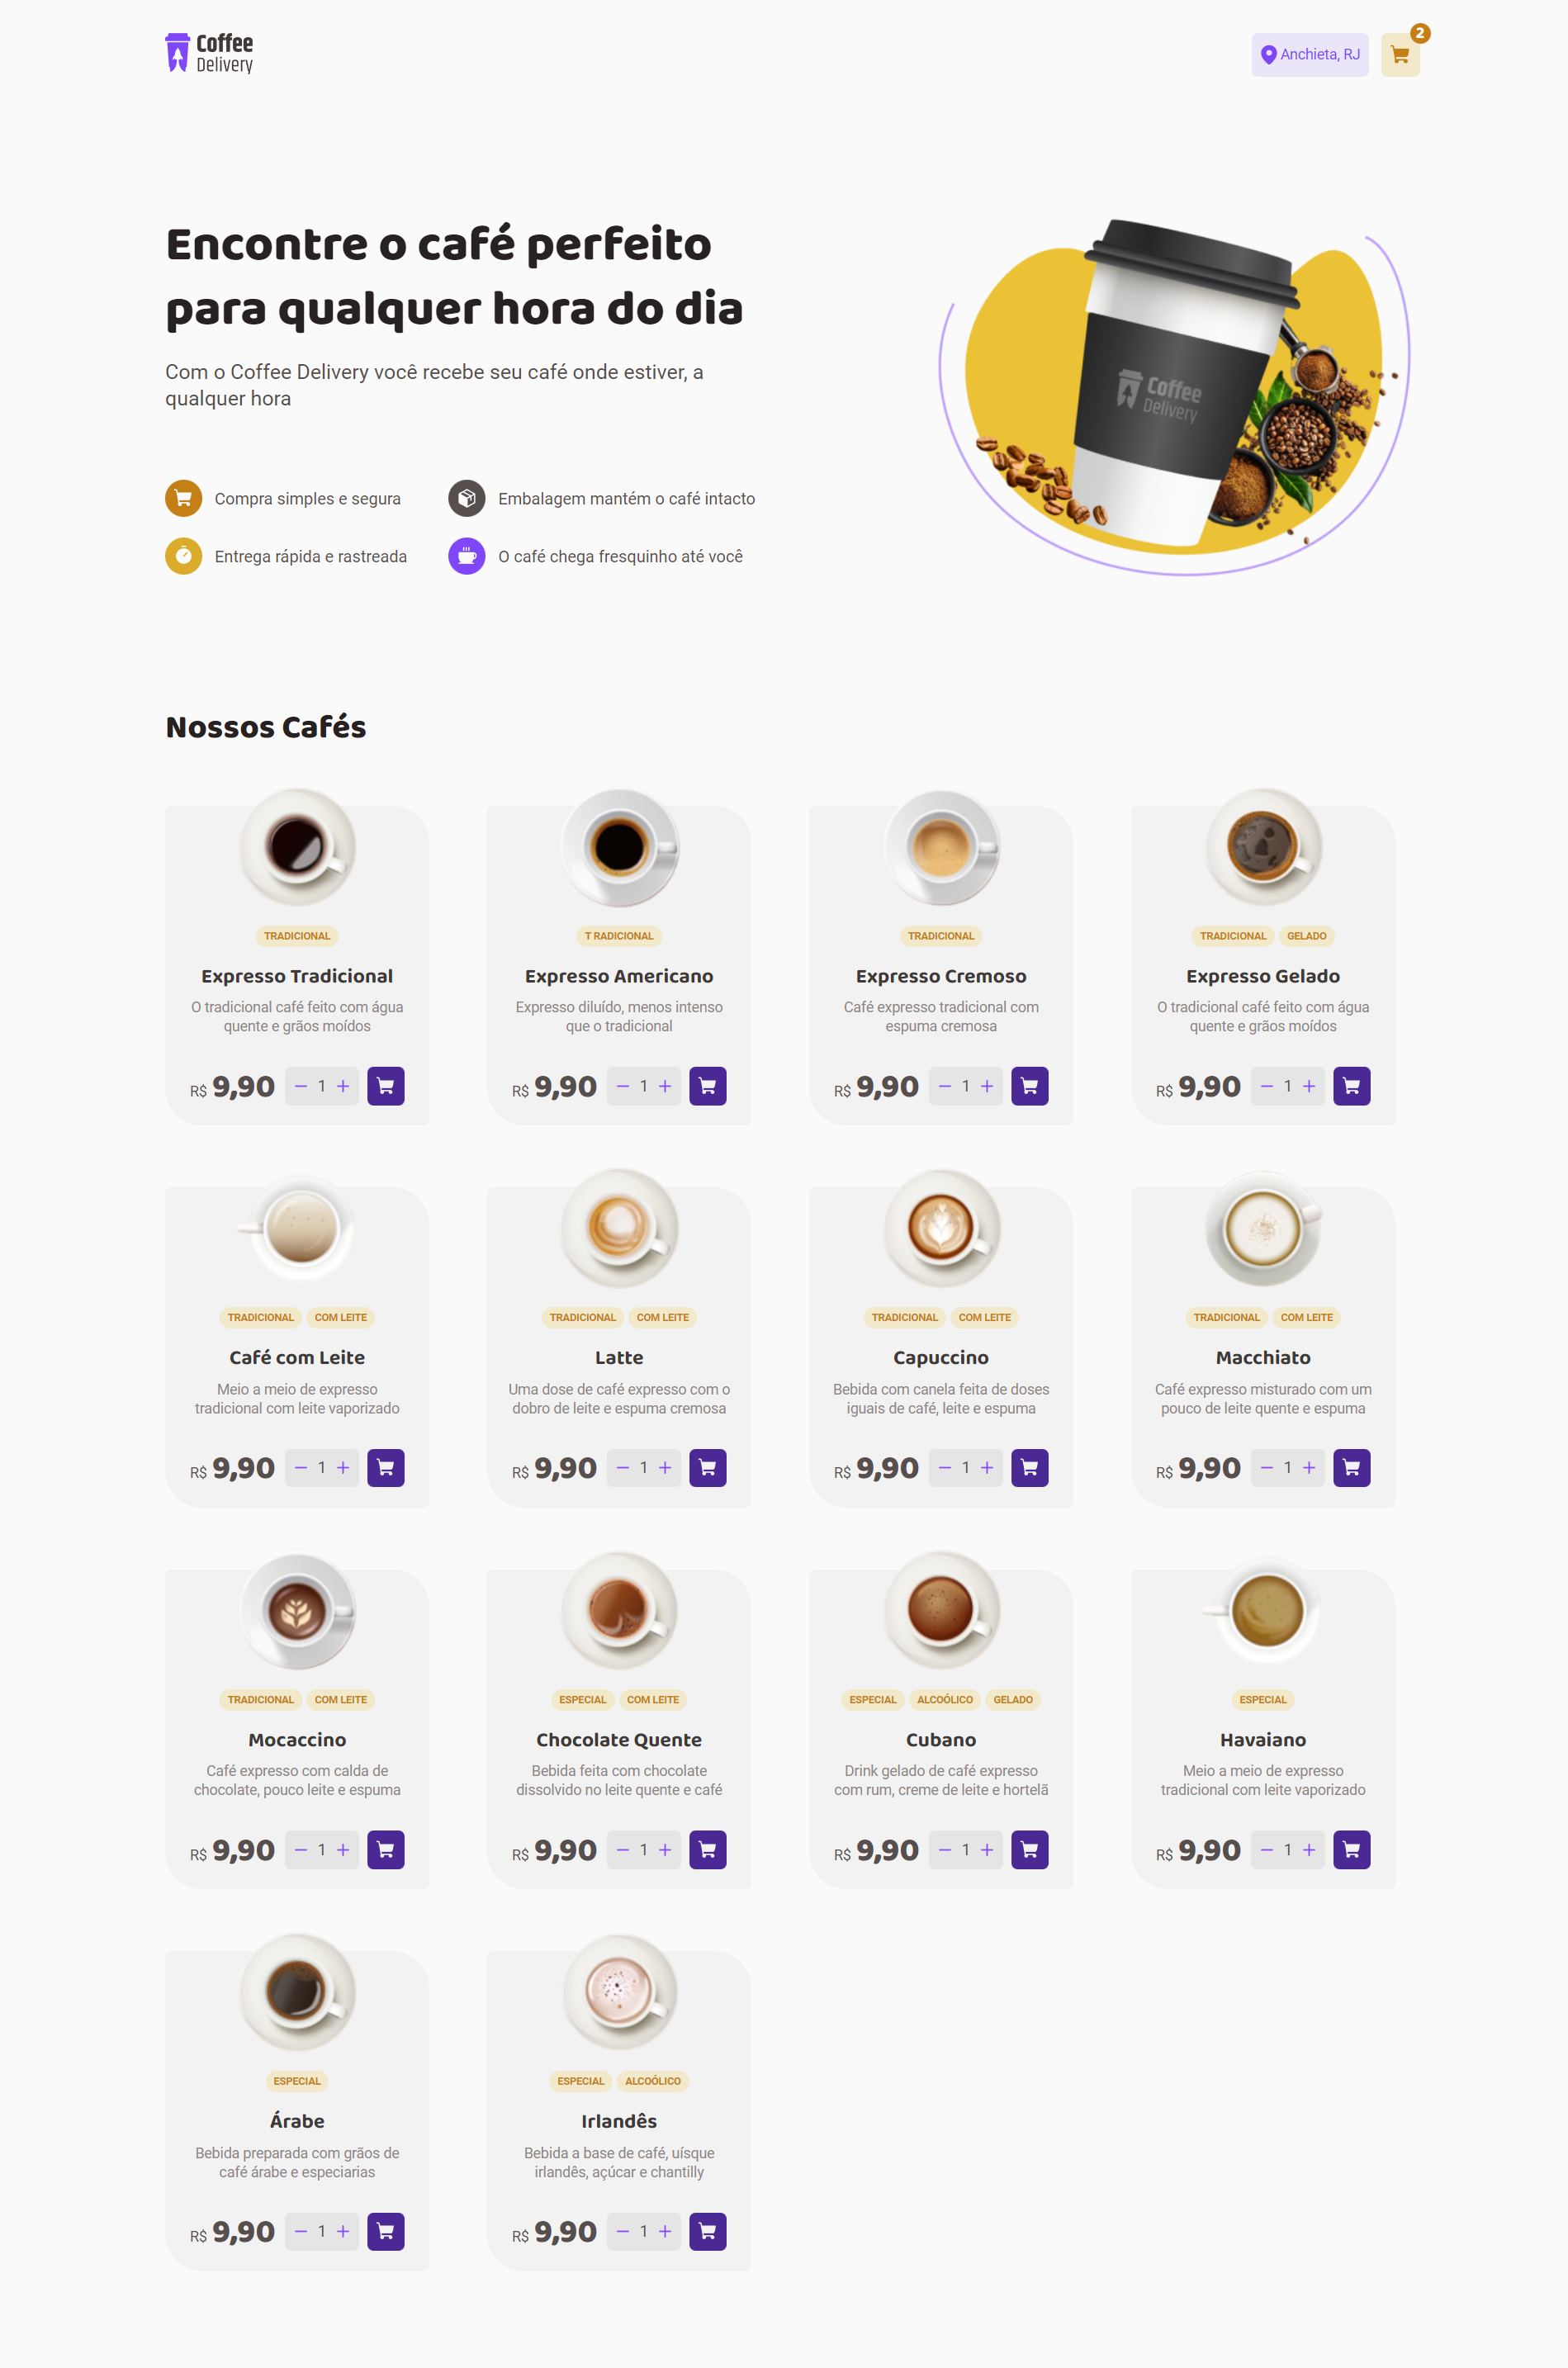 Coffee
Delivery
Anchieta, RJ
2
Encontre o café perfeito
para qualquer hora do dia
Com o Coffee Delivery você recebe seu café onde estiver, a
qualquer hora
Coffee
Delivery
Compra simples e segura
Embalagem mantém o café intacto
Entrega rápida e rastreada
O café chega fresquinho até você
Nossos Cafés
TRADICIONAL
Expresso Tradicional
O tradicional café feito com água
quente e grãos moídos
R$ 9,90 − 1 +
T RADICIONAL
Expresso Americano
Expresso diluído, menos intenso
que o tradicional
R$ 9,90 − 1 +
TRADICIONAL
Expresso Cremoso
Café expresso tradicional com
espuma cremosa
R$ 9,90 − 1 +
TRADICIONAL GELADO
Expresso Gelado
O tradicional café feito com água
quente e grãos moídos
R$ 9,90 − 1 +
TRADICIONAL COM LEITE
Café com Leite
Meio a meio de expresso
tradicional com leite vaporizado
R$ 9,90 − 1 +
TRADICIONAL COM LEITE
Latte
Uma dose de café expresso com o
dobro de leite e espuma cremosa
R$ 9,90 − 1 +
TRADICIONAL COM LEITE
Capuccino
Bebida com canela feita de doses
iguais de café, leite e espuma
R$ 9,90 − 1 +
TRADICIONAL COM LEITE
Macchiato
Café expresso misturado com um
pouco de leite quente e espuma
R$ 9,90 − 1 +
TRADICIONAL COM LEITE
Mocaccino
Café expresso com calda de
chocolate, pouco leite e espuma
R$ 9,90 − 1 +
ESPECIAL COM LEITE
Chocolate Quente
Bebida feita com chocolate
dissolvido no leite quente e café
R$ 9,90 − 1 +
ESPECIAL ALCOÓLICO GELADO
Cubano
Drink gelado de café expresso
com rum, creme de leite e hortelã
R$ 9,90 − 1 +
ESPECIAL
Havaiano
Meio a meio de expresso
tradicional com leite vaporizado
R$ 9,90 − 1 +
ESPECIAL
Árabe
Bebida preparada com grãos de
café árabe e especiarias
R$ 9,90 − 1 +
ESPECIAL ALCOÓLICO
Irlandês
Bebida a base de café, uísque
irlandês, açúcar e chantilly
R$ 9,90 − 1 +